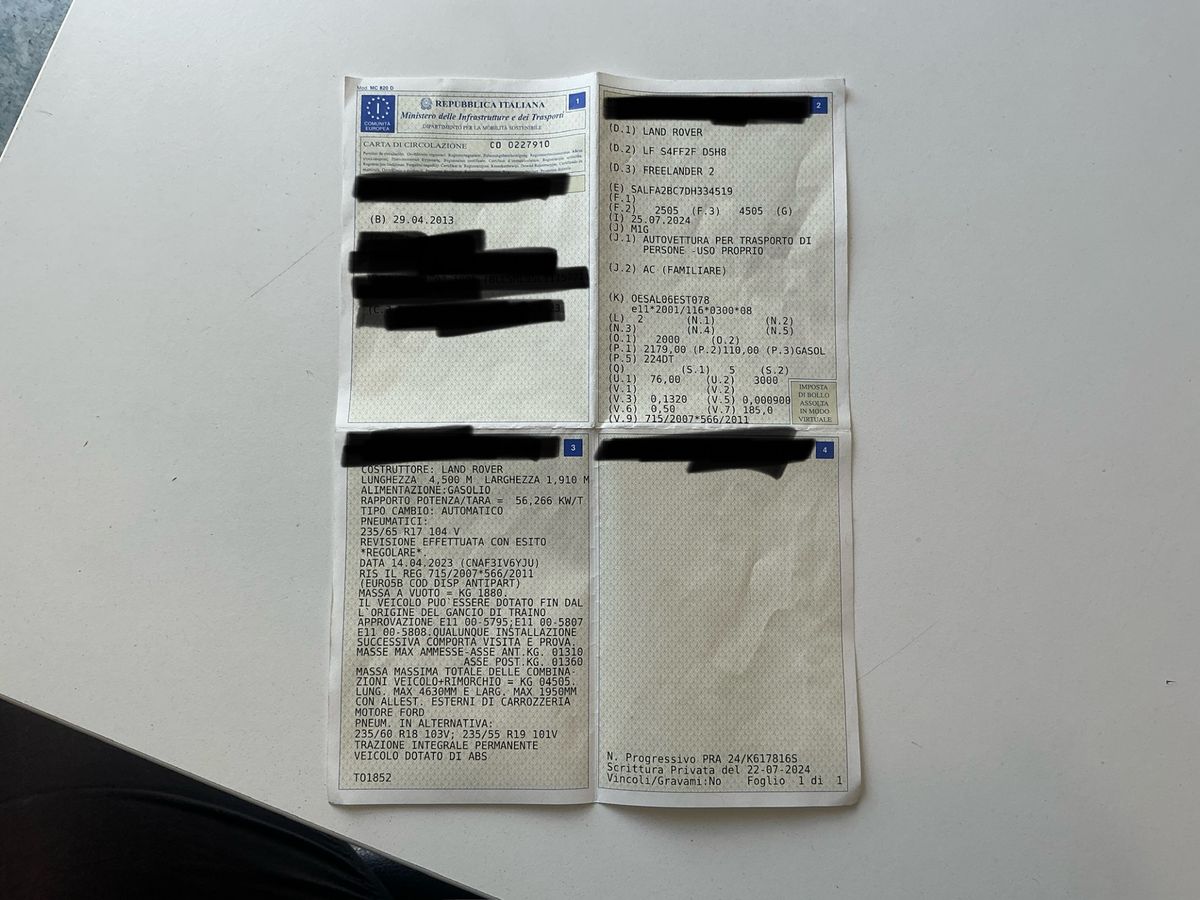 Mod. MC 820 D
I
COMUNITÀ
EUROPEA
REPUBBLICA ITALIANA
1
Ministero delle Infrastrutture e dei Trasporti
DIPARTIMENTO PER LA MOBILITÀ SOSTENIBILE
CARTA DI CIRCOLAZIONE CO 0227910
(B) 29.04.2013
2
(D.1) LAND ROVER
(D.2) LF S4FF2F D5H8
(D.3) FREELANDER 2
(E) SALFA2BC7DH334519
(F.1)
(F.2) 2505 (F.3) 4505 (G)
(I) 25.07.2024
(J) M1G
(J.1) AUTOVETTURA PER TRASPORTO DI
PERSONE -USO PROPRIO
(J.2) AC (FAMILIARE)
(K) OESAL06EST078
e11*2001/116*0300*08
(L) 2 (N.1) (N.2)
(N.3) (N.4) (N.5)
(O.1) 2000 (O.2)
(P.1) 2179,00 (P.2)110,00 (P.3)GASOL
(P.5) 224DT
(Q) (S.1) 5 (S.2)
(U.1) 76,00 (U.2) 3000
(V.1) (V.2)
(V.3) 0,1320 (V.5) 0,000900
(V.6) 0,50 (V.7) 185,0
(V.9) 715/2007*566/2011
IMPOSTA
DI BOLLO
ASSOLTA
IN MODO
VIRTUALE
3
COSTRUTTORE: LAND ROVER
LUNGHEZZA 4,500 M LARGHEZZA 1,910 M
ALIMENTAZIONE:GASOLIO
RAPPORTO POTENZA/TARA = 56,266 KW/T
TIPO CAMBIO: AUTOMATICO
PNEUMATICI:
235/65 R17 104 V
REVISIONE EFFETTUATA CON ESITO
*REGOLARE*.
DATA 14.04.2023 (CNAF3IV6YJU)
RIS IL REG 715/2007*566/2011
(EURO5B COD DISP ANTIPART)
MASSA A VUOTO = KG 1880.
IL VEICOLO PUO`ESSERE DOTATO FIN DAL
L`ORIGINE DEL GANCIO DI TRAINO
APPROVAZIONE E11 00-5795;E11 00-5807
E11 00-5808.QUALUNQUE INSTALLAZIONE
SUCCESSIVA COMPORTA VISITA E PROVA.
MASSE MAX AMMESSE-ASSE ANT.KG. 01310
ASSE POST.KG. 01360
MASSA MASSIMA TOTALE DELLE COMBINA-
ZIONI VEICOLO+RIMORCHIO = KG 04505.
LUNG. MAX 4630MM E LARG. MAX 1950MM
CON ALLEST. ESTERNI DI CARROZZERIA
MOTORE FORD
PNEUM. IN ALTERNATIVA:
235/60 R18 103V; 235/55 R19 101V
TRAZIONE INTEGRALE PERMANENTE
VEICOLO DOTATO DI ABS
TO1852
4
N. Progressivo PRA 24/K617816S
Scrittura Privata del 22-07-2024
Vincoli/Gravami:No Foglio 1 di 1